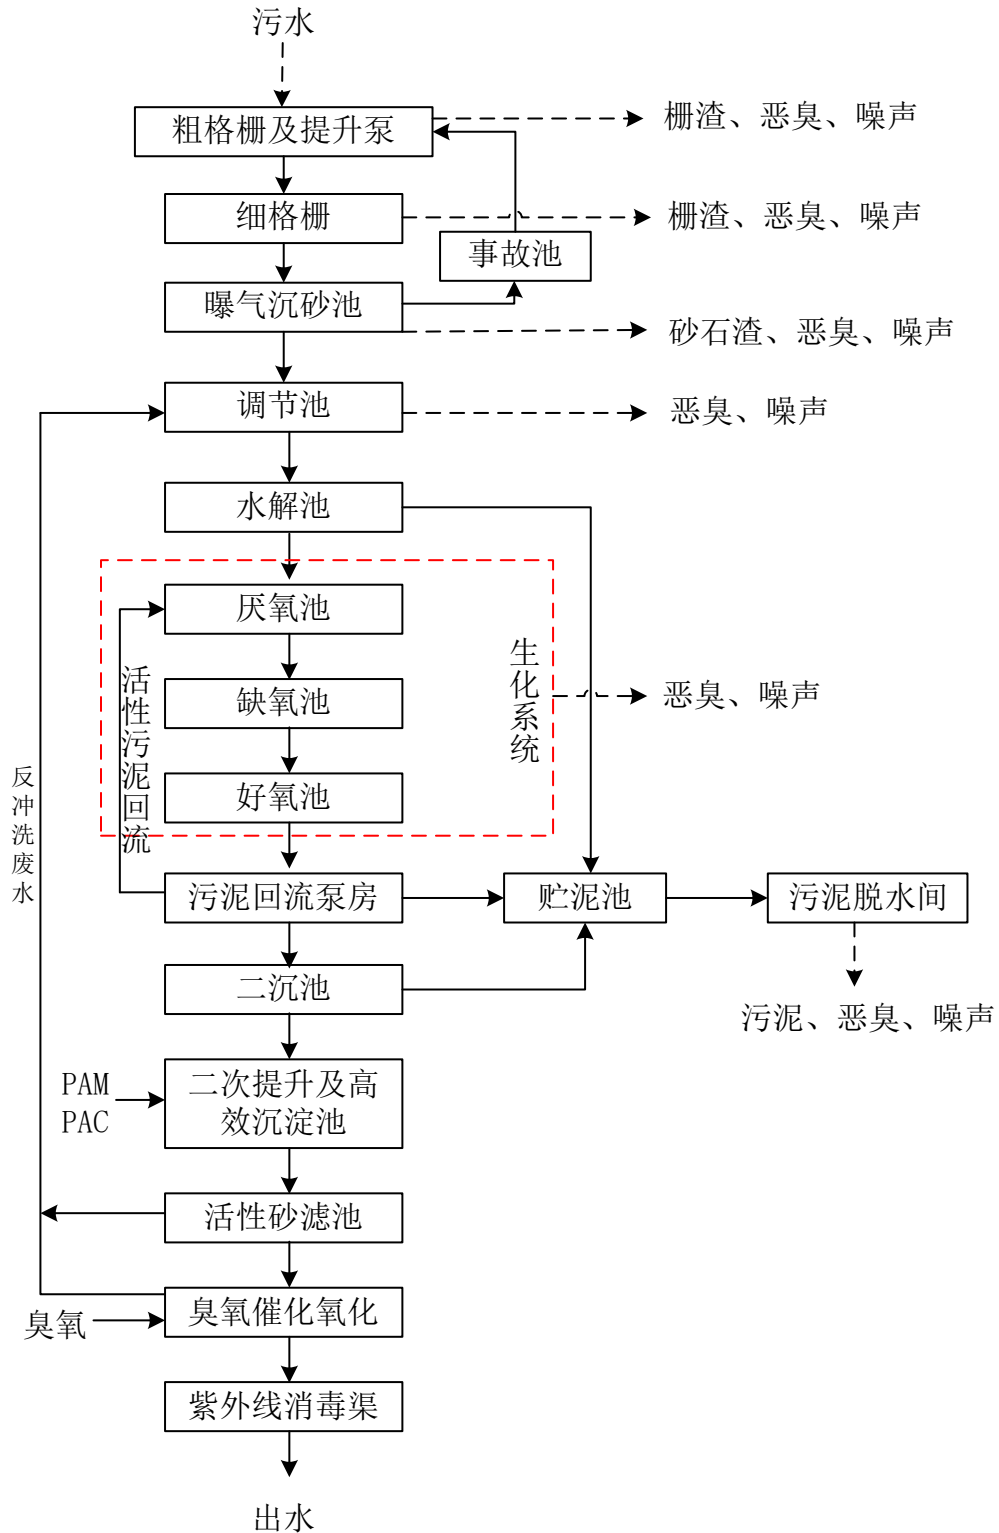 污水
粗格栅及提升泵
栅渣、恶臭、噪声
细格栅
栅渣、恶臭、噪声
事故池
曝气沉砂池
砂石渣、恶臭、噪声
调节池
恶臭、噪声
水解池
厌氧池
活性污泥回流
缺氧池
生化系统
恶臭、噪声
好氧池
反冲洗废水
污泥回流泵房
贮泥池
污泥脱水间
二沉池
污泥、恶臭、噪声
PAM
PAC
二次提升及高
效沉淀池
活性砂滤池
臭氧催化氧化
臭氧
紫外线消毒渠
出水